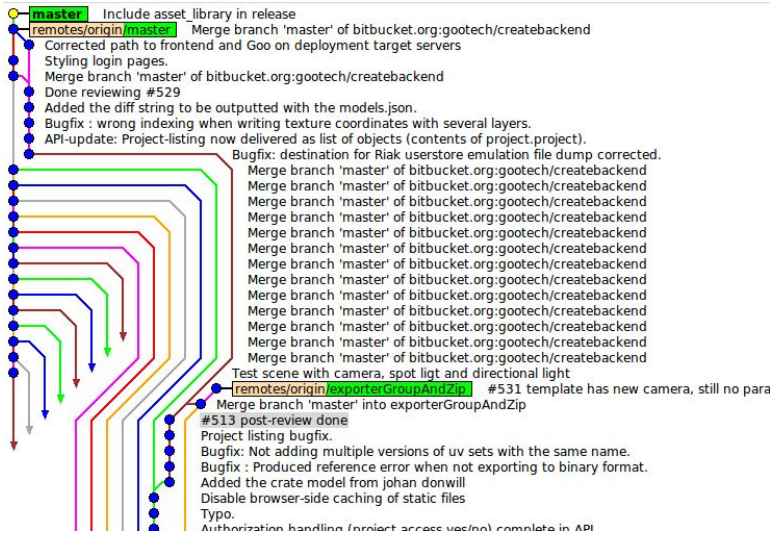 master Include asset_library in release
remotes/origin/master Merge branch 'master' of bitbucket.org:gootech/createbackend
Corrected path to frontend and Goo on deployment target servers
Styling login pages.
Merge branch 'master' of bitbucket.org:gootech/createbackend
Done reviewing #529
Added the diff string to be outputted with the models.json.
Bugfix : wrong indexing when writing texture coordinates with several layers.
API-update: Project-listing now delivered as list of objects (contents of project.project).
Bugfix: destination for Riak userstore emulation file dump corrected.
Merge branch 'master' of bitbucket.org:gootech/createbackend
Merge branch 'master' of bitbucket.org:gootech/createbackend
Merge branch 'master' of bitbucket.org:gootech/createbackend
Merge branch 'master' of bitbucket.org:gootech/createbackend
Merge branch 'master' of bitbucket.org:gootech/createbackend
Merge branch 'master' of bitbucket.org:gootech/createbackend
Merge branch 'master' of bitbucket.org:gootech/createbackend
Merge branch 'master' of bitbucket.org:gootech/createbackend
Merge branch 'master' of bitbucket.org:gootech/createbackend
Merge branch 'master' of bitbucket.org:gootech/createbackend
Merge branch 'master' of bitbucket.org:gootech/createbackend
Merge branch 'master' of bitbucket.org:gootech/createbackend
Merge branch 'master' of bitbucket.org:gootech/createbackend
Test scene with camera, spot ligt and directional light
remotes/origin/exporterGroupAndZip #531 template has new camera, still no para
Merge branch 'master' into exporterGroupAndZip
#513 post-review done
Project listing bugfix.
Bugfix: Not adding multiple versions of uv sets with the same name.
Bugfix : Produced reference error when not exporting to binary format.
Added the crate model from johan donwill
Disable browser-side caching of static files
Typo.
Authorization handling (project access yes/no) complete in API